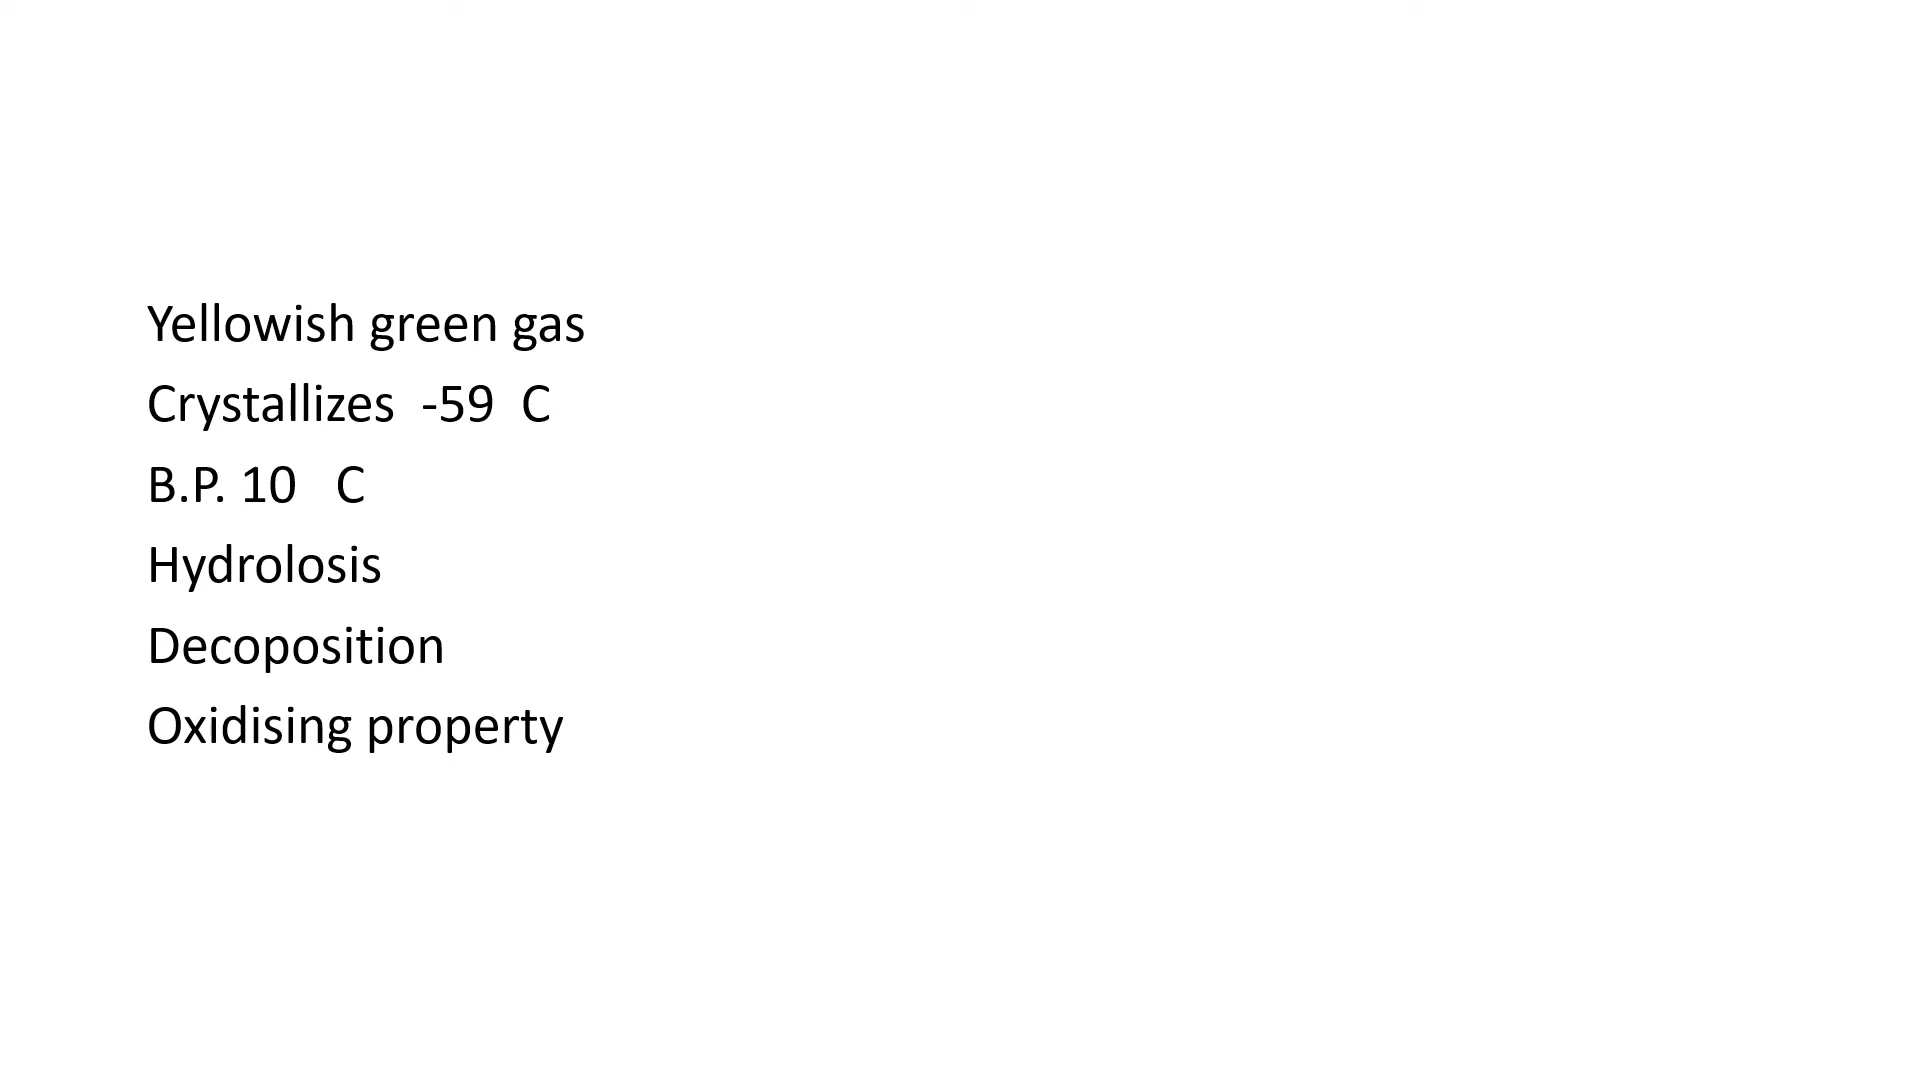 Yellowish green gas
Crystallizes  -59  C
B.P. 10   C
Hydrolosis
Decoposition
Oxidising property